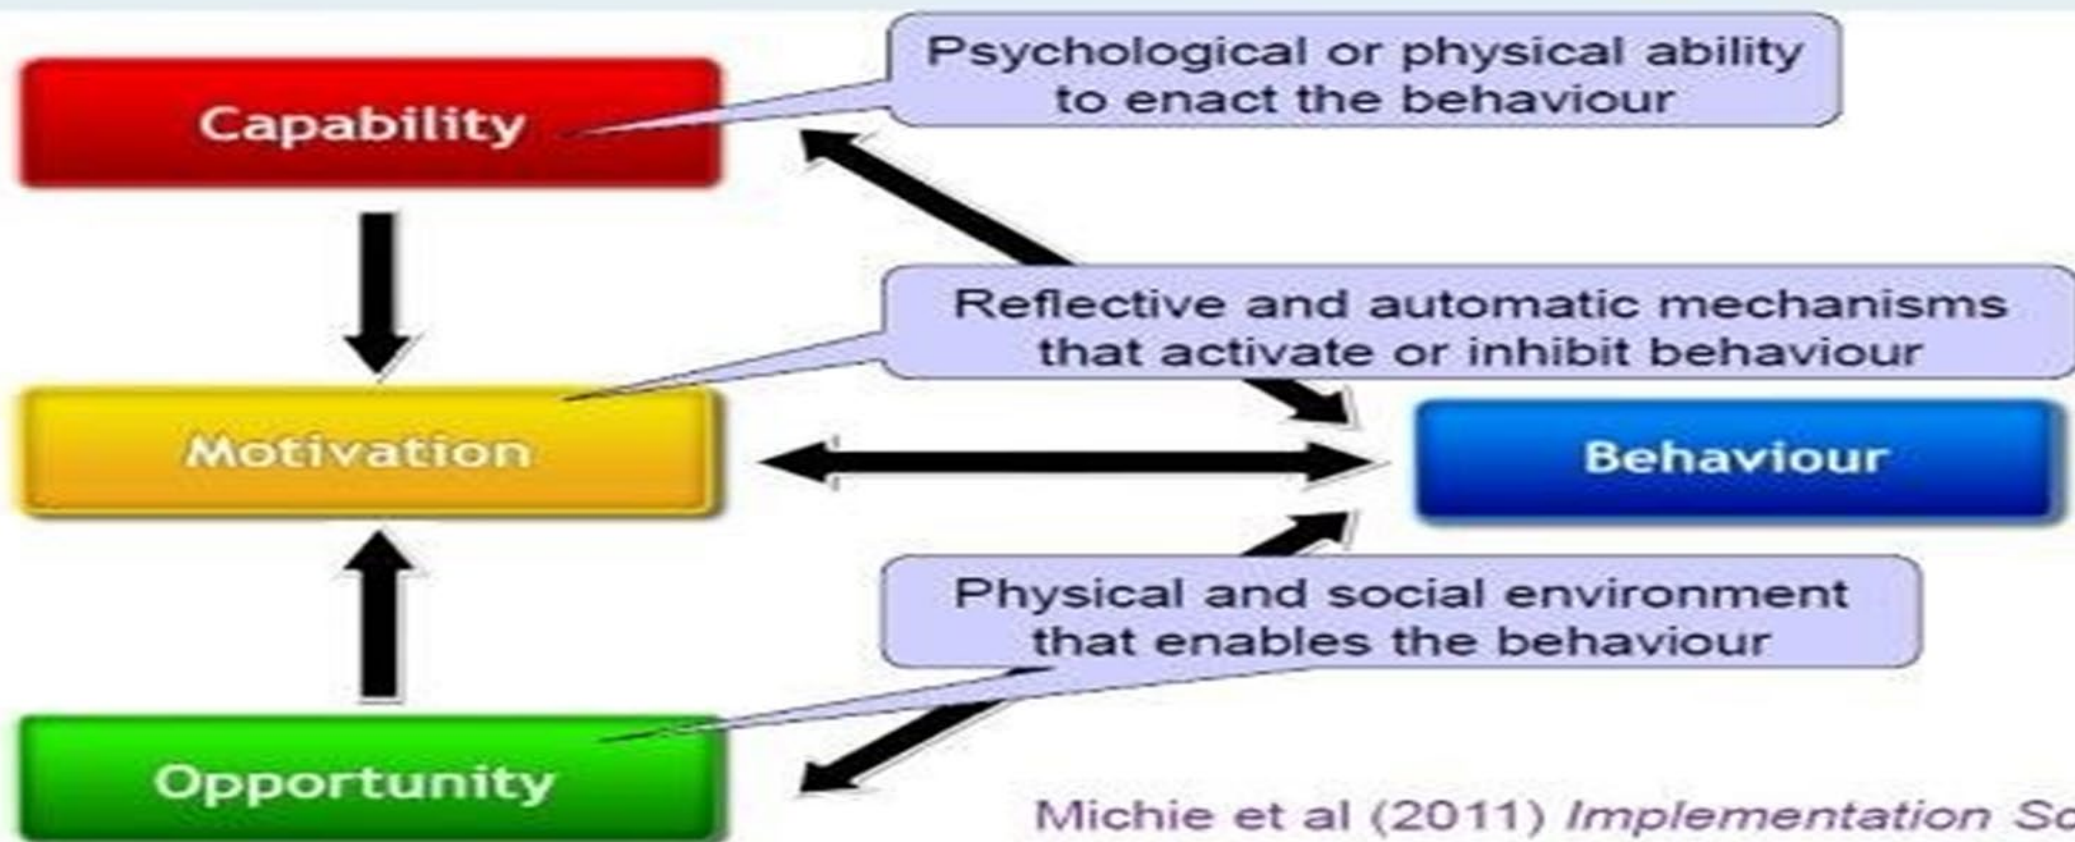 Psychological or physical ability
to enact the behaviour
Capability
Reflective and automatic mechanisms
that activate or inhibit behaviour
Motivation
Behaviour
Physical and social environment
that enables the behaviour
Opportunity
Michie et al (2011) Implementation